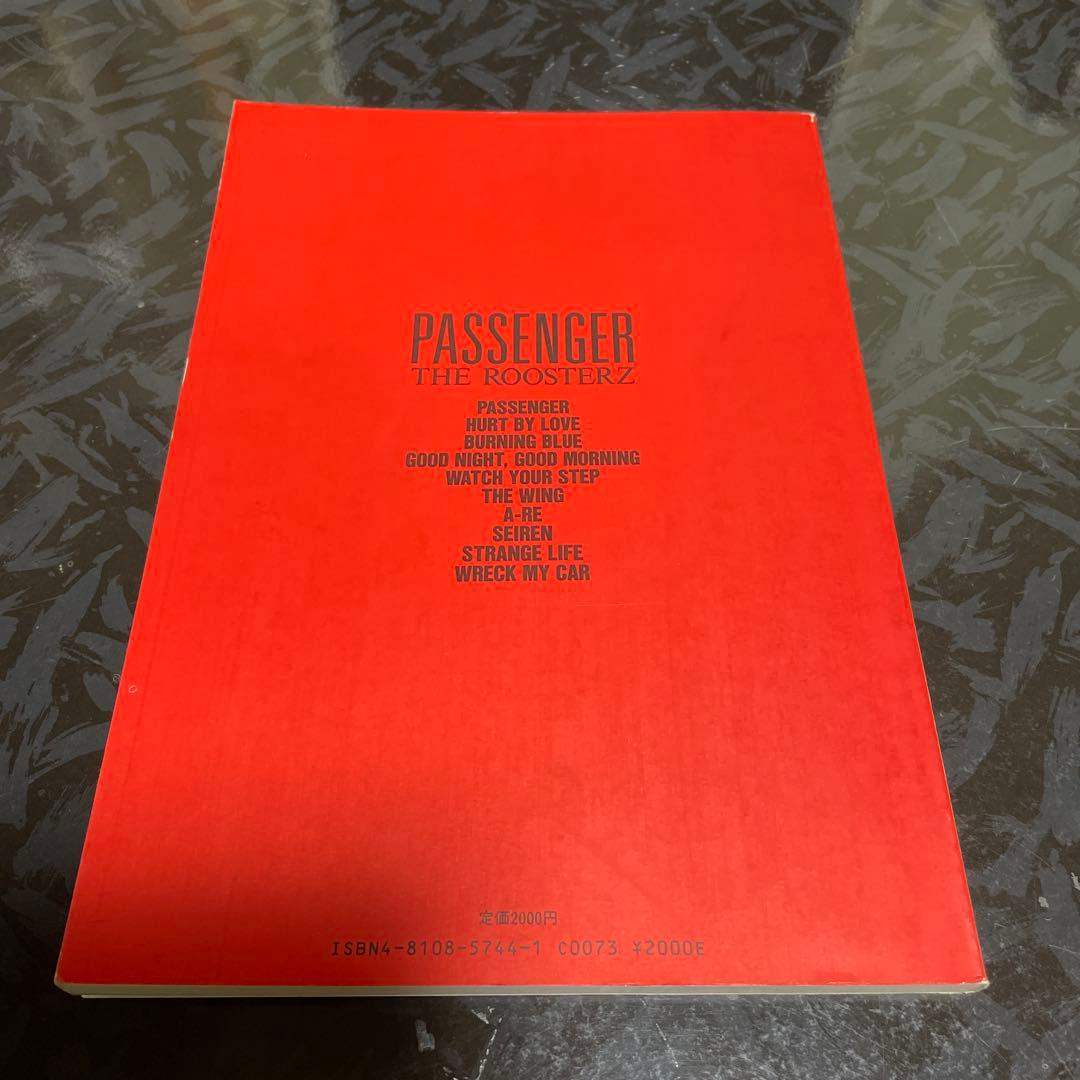 PASSENGER
THE ROOSTERZ
PASSENGER
HURT BY LOVE
BURNING BLUE
GOOD NIGHT, GOOD MORNING
WATCH YOUR STEP
THE WING
A-RE
SEIREN
STRANGE LIFE
WRECK MY CAR
定価2000円
ISBN4-8108-5744-1 C0073 ¥2000E